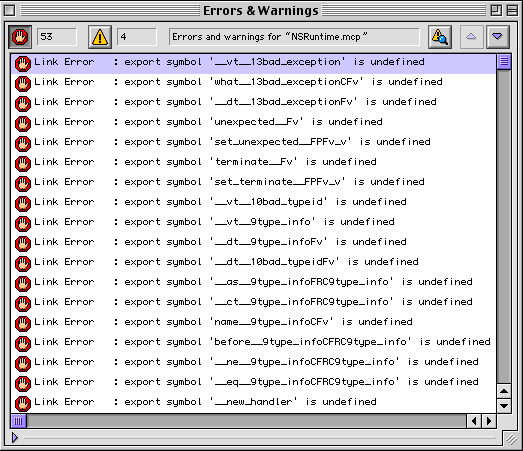 Errors & Warnings
53 4 Errors and warnings for "NSRuntime.mcp"
Link Error : export symbol '__vt__13bad_exception' is undefined
Link Error : export symbol 'what__13bad_exceptionCFv' is undefined
Link Error : export symbol '__dt__13bad_exceptionFv' is undefined
Link Error : export symbol 'unexpected__Fv' is undefined
Link Error : export symbol 'set_unexpected__FPFv_v' is undefined
Link Error : export symbol 'terminate__Fv' is undefined
Link Error : export symbol 'set_terminate__FPFv_v' is undefined
Link Error : export symbol '__vt__10bad_typeid' is undefined
Link Error : export symbol '__vt__9type_info' is undefined
Link Error : export symbol '__dt__9type_infoFv' is undefined
Link Error : export symbol '__dt__10bad_typeidFv' is undefined
Link Error : export symbol '__as__9type_infoFRC9type_info' is undefined
Link Error : export symbol '__ct__9type_infoFRC9type_info' is undefined
Link Error : export symbol 'name__9type_infoCFv' is undefined
Link Error : export symbol 'before__9type_infoCFRC9type_info' is undefined
Link Error : export symbol '__ne__9type_infoCFRC9type_info' is undefined
Link Error : export symbol '__eq__9type_infoCFRC9type_info' is undefined
Link Error : export symbol '__new_handler' is undefined